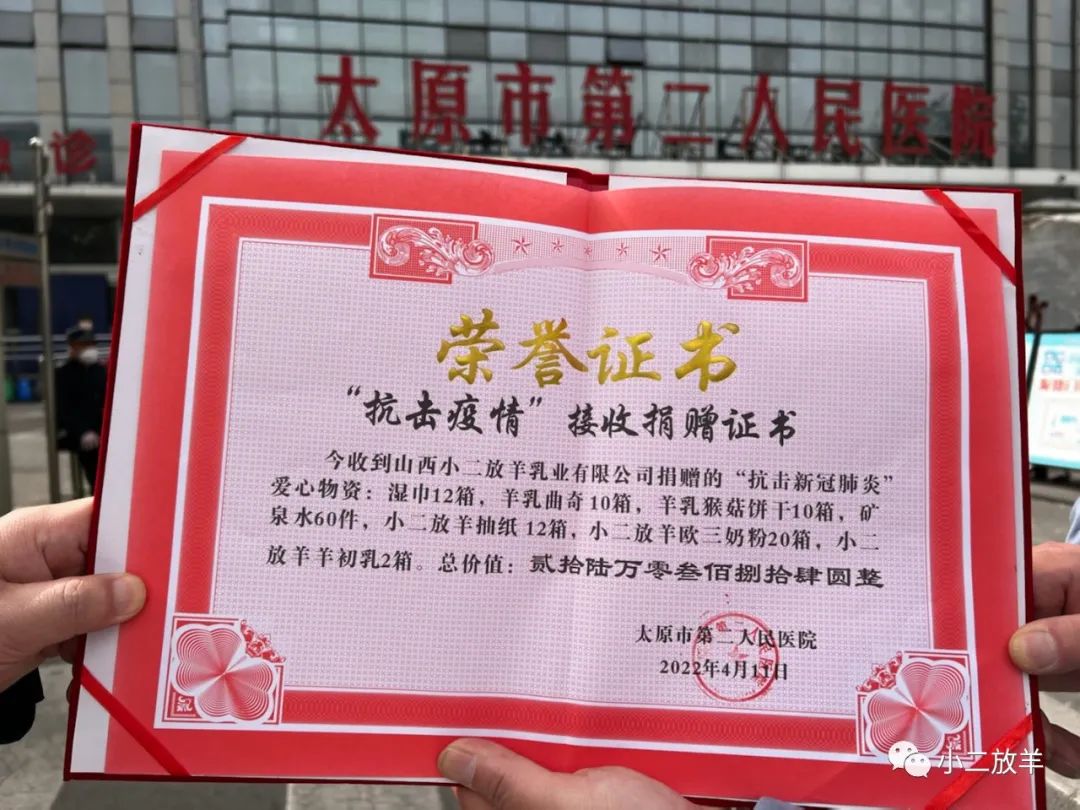 太原市第二人民医院
急诊
荣誉证书
“抗击疫情”接收捐赠证书
今收到山西小二放羊乳业有限公司捐赠的“抗击新冠肺炎”
爱心物资：湿巾12箱，羊乳曲奇10箱，羊乳猴菇饼干10箱，矿
泉水60件，小二放羊抽纸12箱，小二放羊欧三奶粉20箱，小二
放羊羊初乳2箱。总价值：贰拾陆万零叁佰捌拾肆圆整
太原市第二人民医院
2022年4月11日
小二放羊